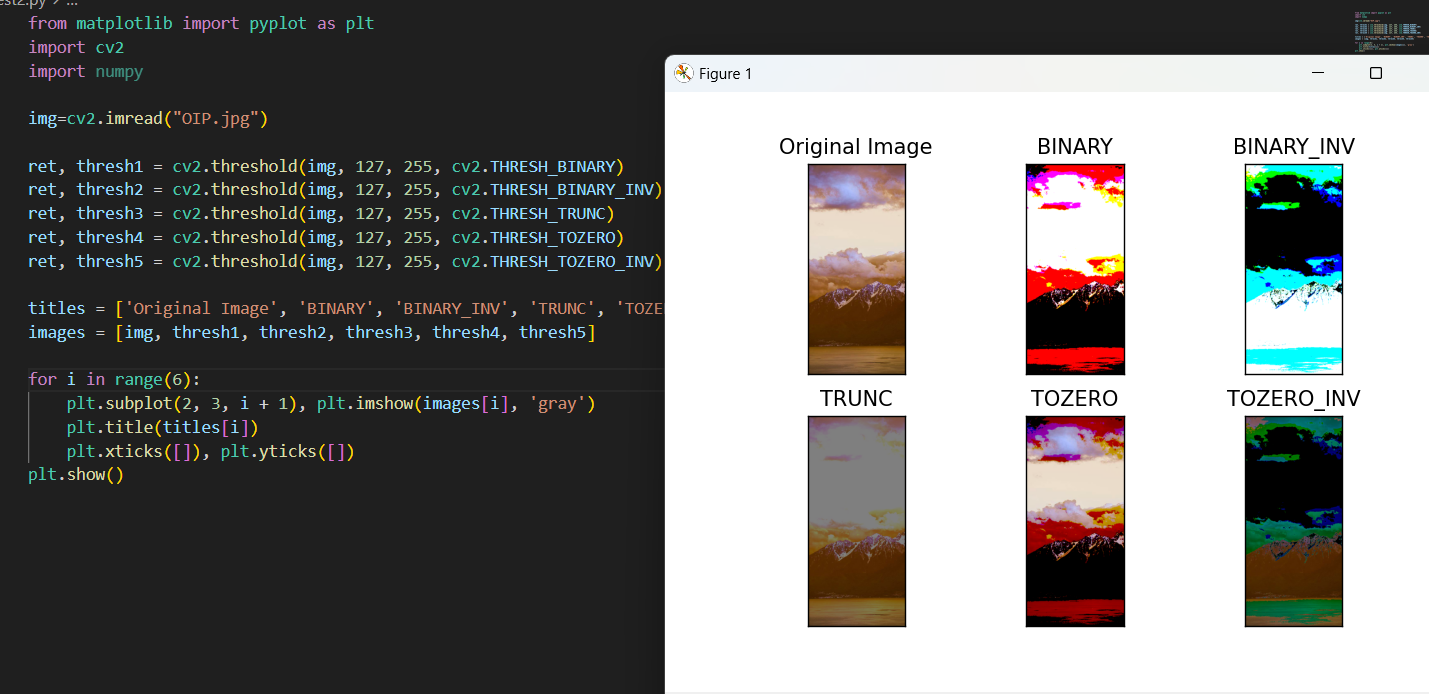 est2.py > ...
from matplotlib import pyplot as plt
import cv2
import numpy
img=cv2.imread("OIP.jpg")
ret, thresh1 = cv2.threshold(img, 127, 255, cv2.THRESH_BINARY)
ret, thresh2 = cv2.threshold(img, 127, 255, cv2.THRESH_BINARY_INV)
ret, thresh3 = cv2.threshold(img, 127, 255, cv2.THRESH_TRUNC)
ret, thresh4 = cv2.threshold(img, 127, 255, cv2.THRESH_TOZERO)
ret, thresh5 = cv2.threshold(img, 127, 255, cv2.THRESH_TOZERO_INV)
titles = ['Original Image', 'BINARY', 'BINARY_INV', 'TRUNC', 'TOZE
images = [img, thresh1, thresh2, thresh3, thresh4, thresh5]
for i in range(6):
    plt.subplot(2, 3, i + 1), plt.imshow(images[i], 'gray')
    plt.title(titles[i])
    plt.xticks([]), plt.yticks([])
plt.show()
Figure 1
Original Image BINARY BINARY_INV
TRUNC TOZERO TOZERO_INV